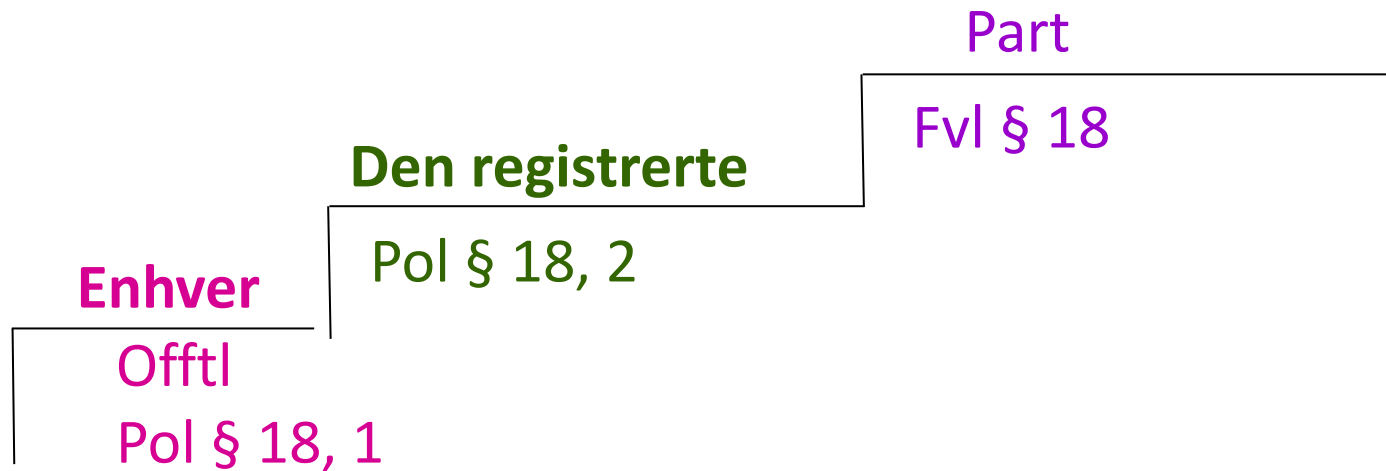 Part
Fvl § 18
Den registrerte
Pol § 18, 2
Enhver
Offtl
Pol § 18, 1